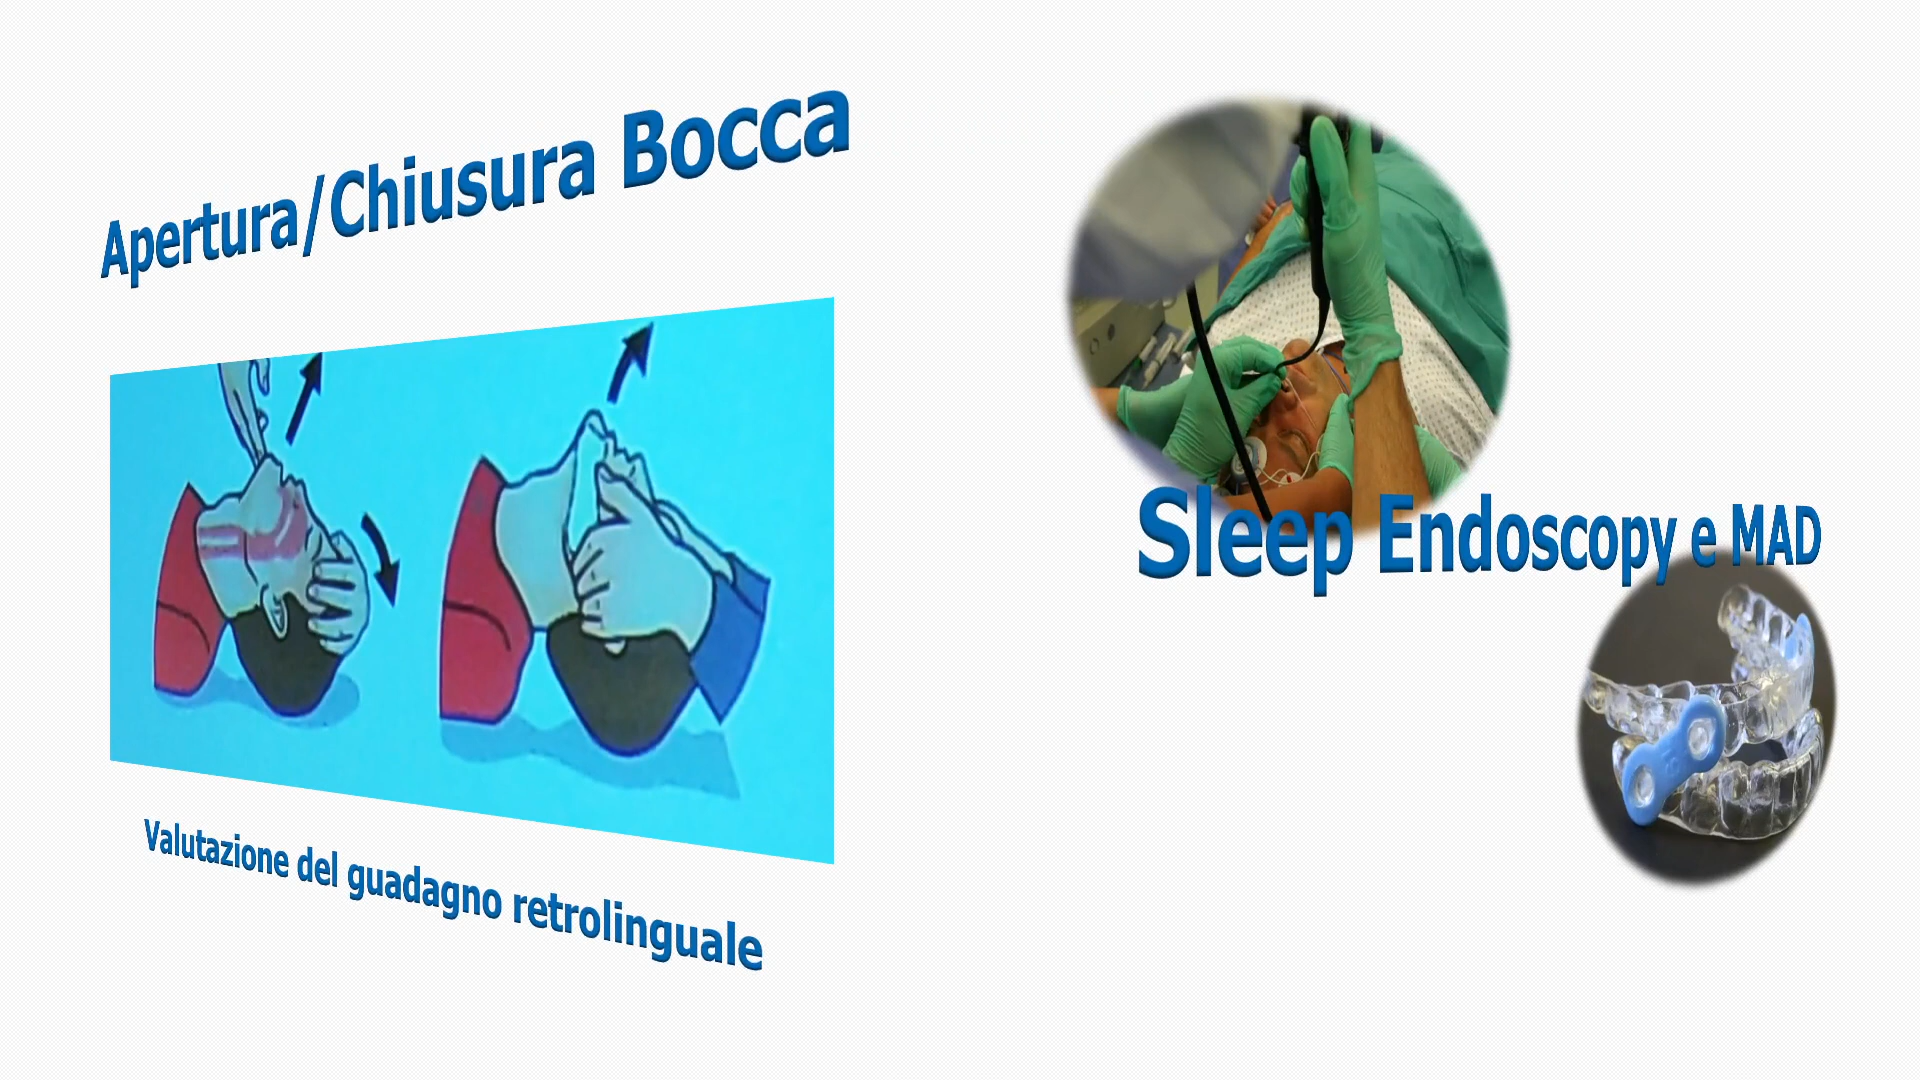 Apertura/Chiusura Bocca
Valutazione del guadagno retrolinguale
Sleep Endoscopy e MAD